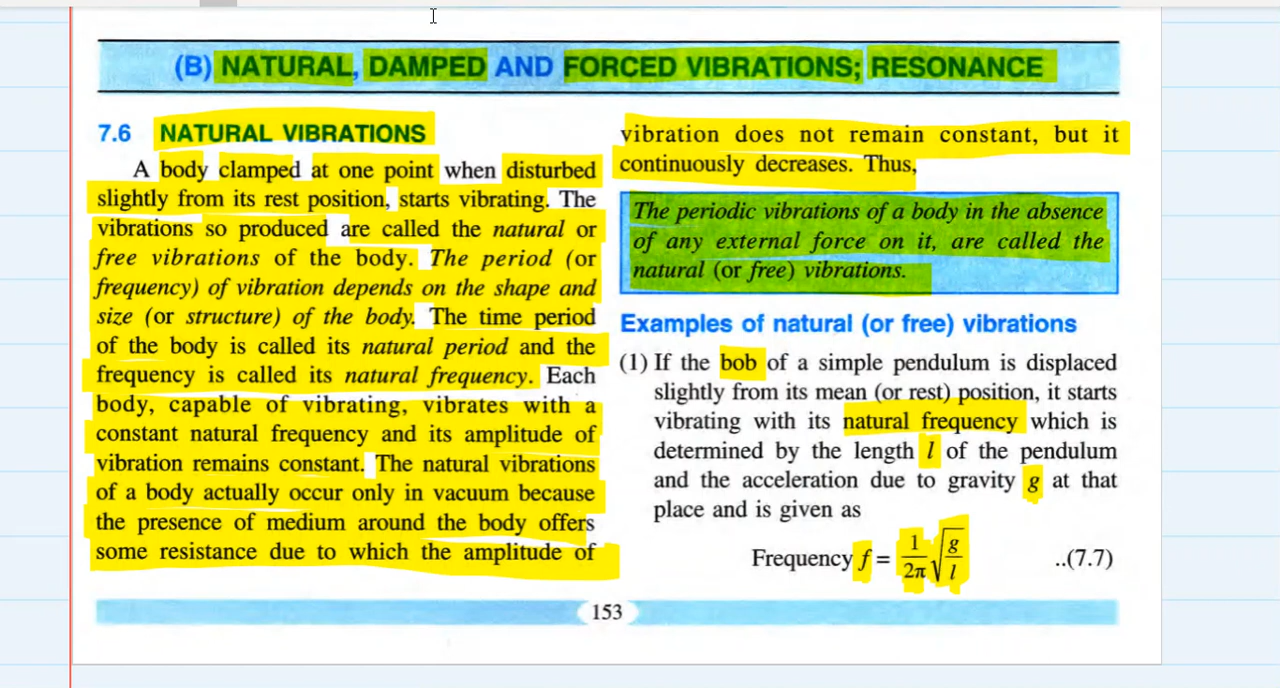 (B) NATURAL, DAMPED AND FORCED VIBRATIONS; RESONANCE
7.6 NATURAL VIBRATIONS
A body clamped at one point when disturbed
slightly from its rest position, starts vibrating. The
vibrations so produced are called the natural or
free vibrations of the body. The period (or
frequency) of vibration depends on the shape and
size (or structure) of the body. The time period
of the body is called its natural period and the
frequency is called its natural frequency. Each
body, capable of vibrating, vibrates with a
constant natural frequency and its amplitude of
vibration remains constant. The natural vibrations
of a body actually occur only in vacuum because
the presence of medium around the body offers
some resistance due to which the amplitude of
vibration does not remain constant, but it
continuously decreases. Thus,
The periodic vibrations of a body in the absence
of any external force on it, are called the
natural (or free) vibrations.
Examples of natural (or free) vibrations
(1) If the bob of a simple pendulum is displaced
slightly from its mean (or rest) position, it starts
vibrating with its natural frequency which is
determined by the length l of the pendulum
and the acceleration due to gravity g at that
place and is given as
Frequency f = 1/2π √g/l ..(7.7)
153